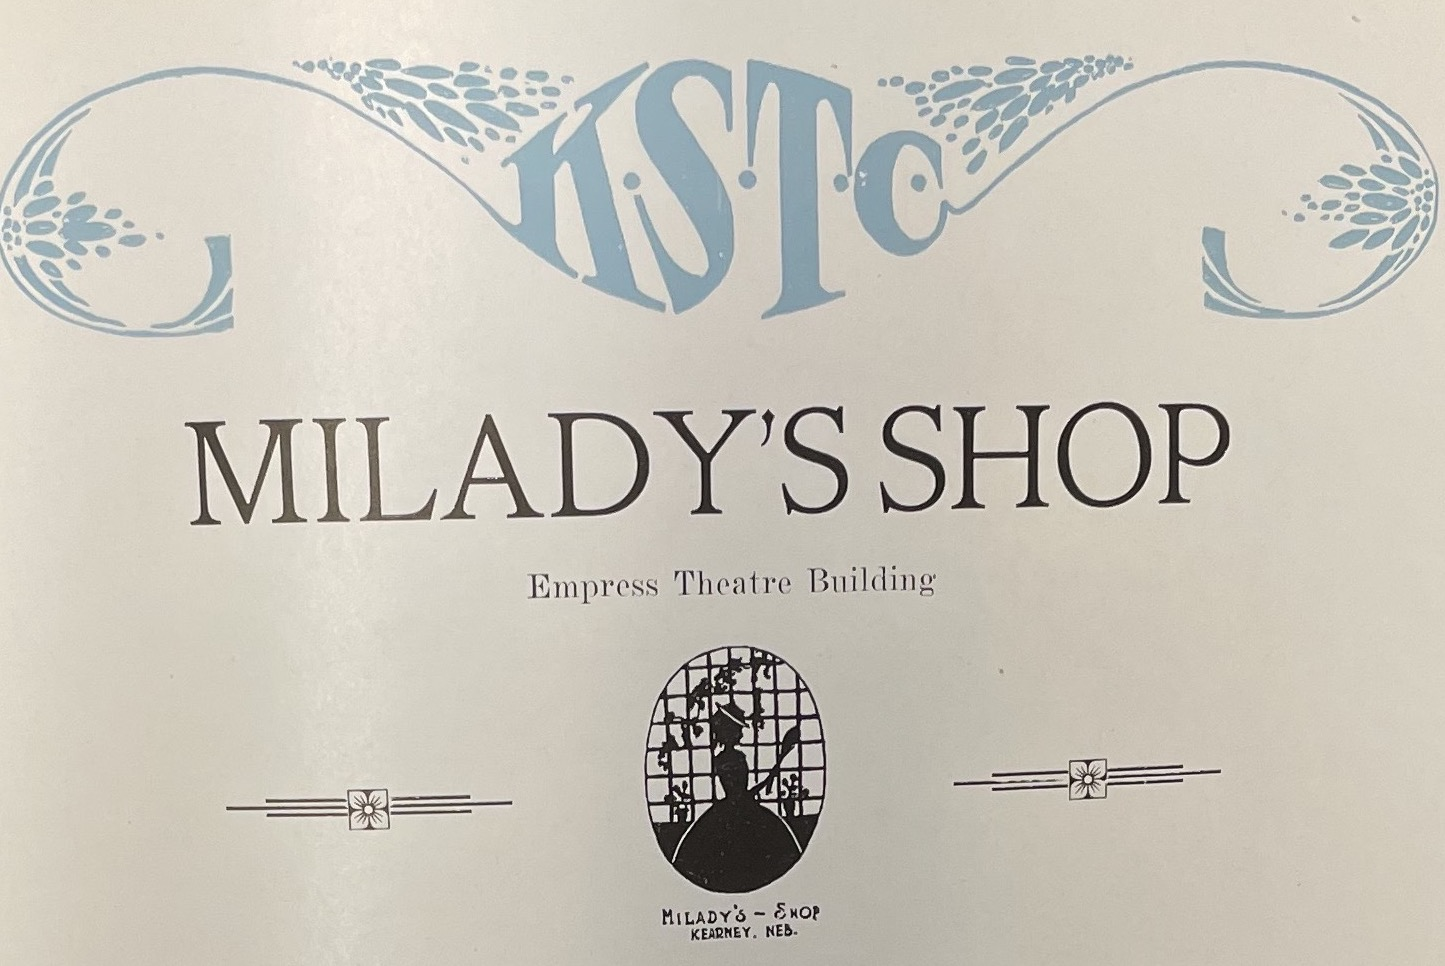 K.S.T.C.
MILADY'S SHOP
Empress Theatre Building
MILADY'S - SHOP
KEARNEY, NEB.